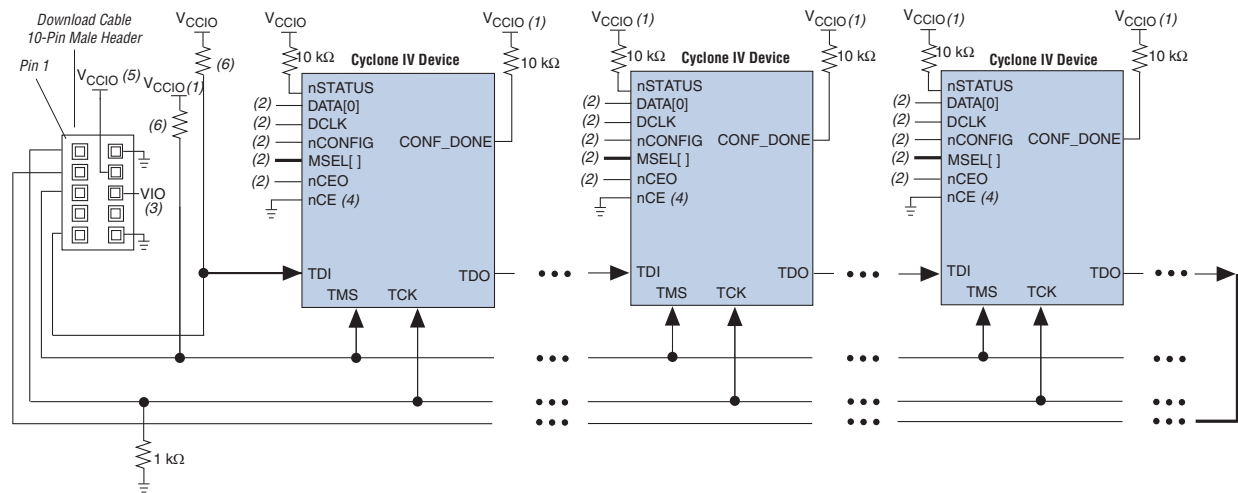 Download Cable
10-Pin Male Header
Pin 1
VCCIO (5)
VCCIO (1)
(6)
VCCIO
(6)
VIO
(3)
1 kΩ
VCCIO
10 kΩ
VCCIO (1)
10 kΩ
Cyclone IV Device
nSTATUS
(2) DATA[0]
(2) DCLK
(2) nCONFIG CONF_DONE
(2) MSEL[ ]
(2) nCEO
nCE (4)
TDI TDO
TMS TCK
VCCIO(1)
10 kΩ
VCCIO (1)
10 kΩ
Cyclone IV Device
nSTATUS
(2) DATA[0]
(2) DCLK
(2) nCONFIG CONF_DONE
(2) MSEL[ ]
(2) nCEO
nCE (4)
TDI TDO
TMS TCK
VCCIO(1)
10 kΩ
VCCIO (1)
10 kΩ
Cyclone IV Device
nSTATUS
(2) DATA[0]
(2) DCLK
(2) nCONFIG CONF_DONE
(2) MSEL[ ]
(2) nCEO
nCE (4)
TDI TDO
TMS TCK